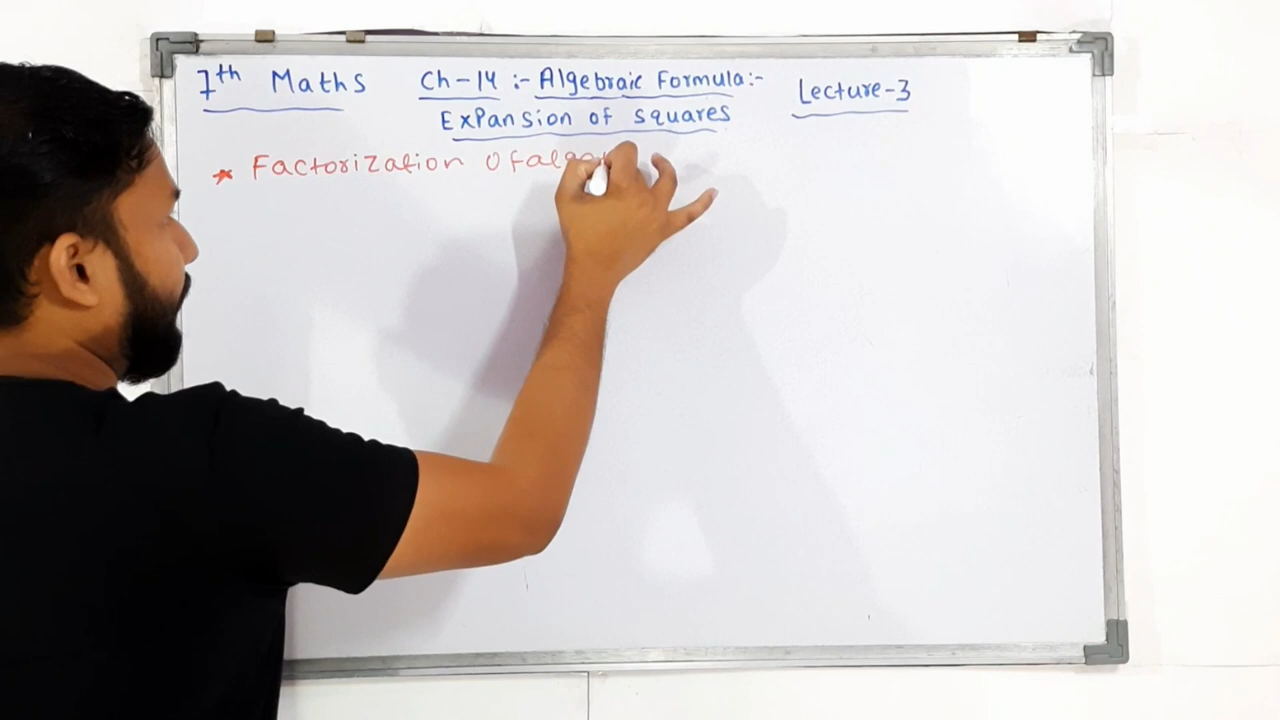 7th Maths Ch-14 :- Algebraic Formula:- Lecture-3
Expansion of squares
* Factorization of